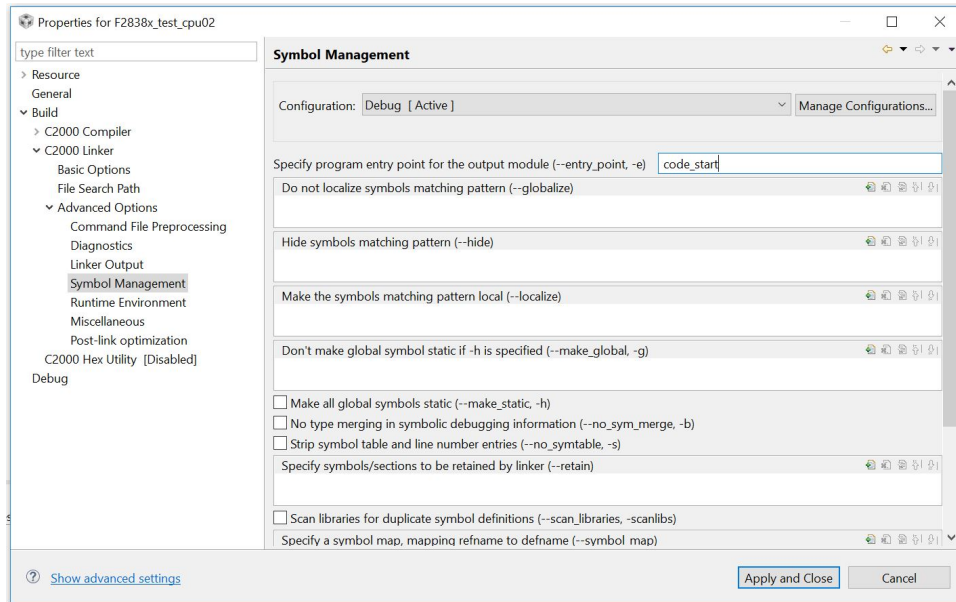 Properties for F2838x_test_cpu02
type filter text
Resource
General
Build
C2000 Compiler
C2000 Linker
Basic Options
File Search Path
Advanced Options
Command File Preprocessing
Diagnostics
Linker Output
Symbol Management
Runtime Environment
Miscellaneous
Post-link optimization
C2000 Hex Utility [Disabled]
Debug
Symbol Management
Configuration: Debug [ Active ] Manage Configurations...
Specify program entry point for the output module (--entry_point, -e) code_start
Do not localize symbols matching pattern (--globalize)
Hide symbols matching pattern (--hide)
Make the symbols matching pattern local (--localize)
Don't make global symbol static if -h is specified (--make_global, -g)
Make all global symbols static (--make_static, -h)
No type merging in symbolic debugging information (--no_sym_merge, -b)
Strip symbol table and line number entries (--no_symtable, -s)
Specify symbols/sections to be retained by linker (--retain)
Scan libraries for duplicate symbol definitions (--scan_libraries, -scanlibs)
Specify a symbol map, mapping refname to defname (--symbol_map)
Show advanced settings
Apply and Close Cancel